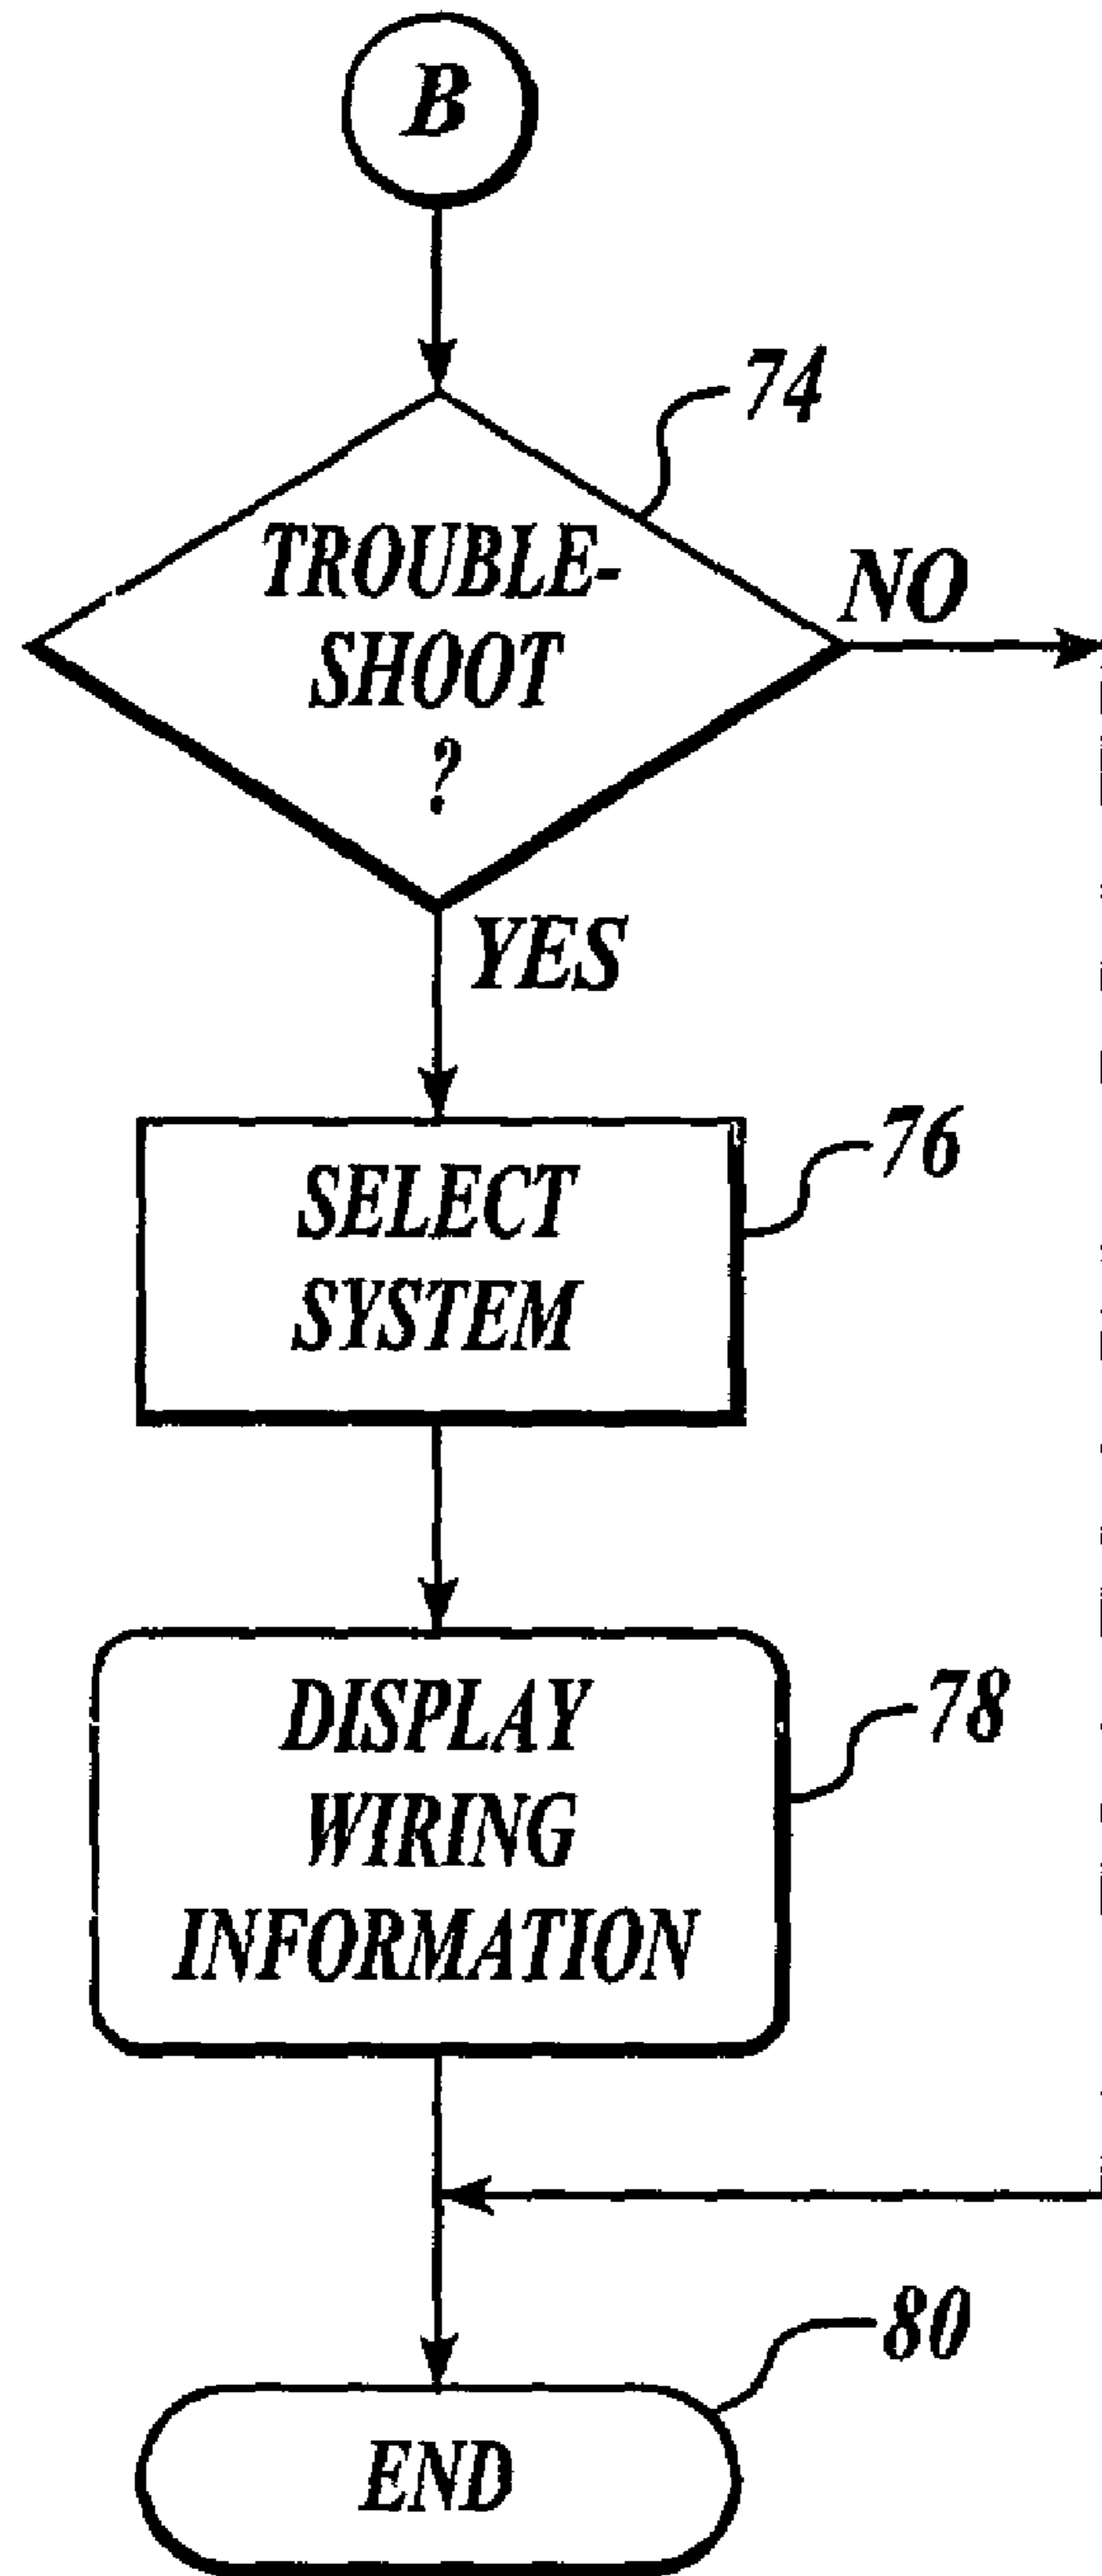 B
74
TROUBLE-
SHOOT
?
NO
YES
76
SELECT
SYSTEM
78
DISPLAY
WIRING
INFORMATION
80
END